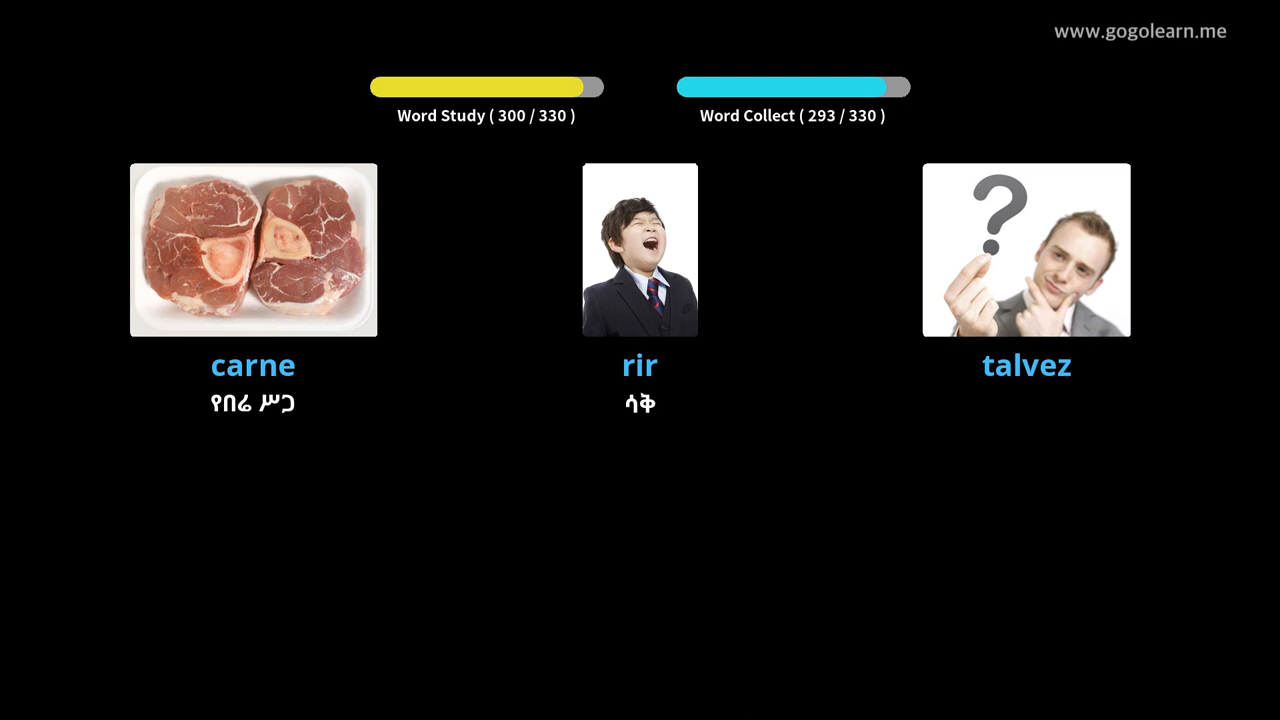 www.gogolearn.me
Word Study ( 300 / 330 )
Word Collect ( 293 / 330 )
carne
rir
talvez
የበሬ ሥጋ
ሳቅ